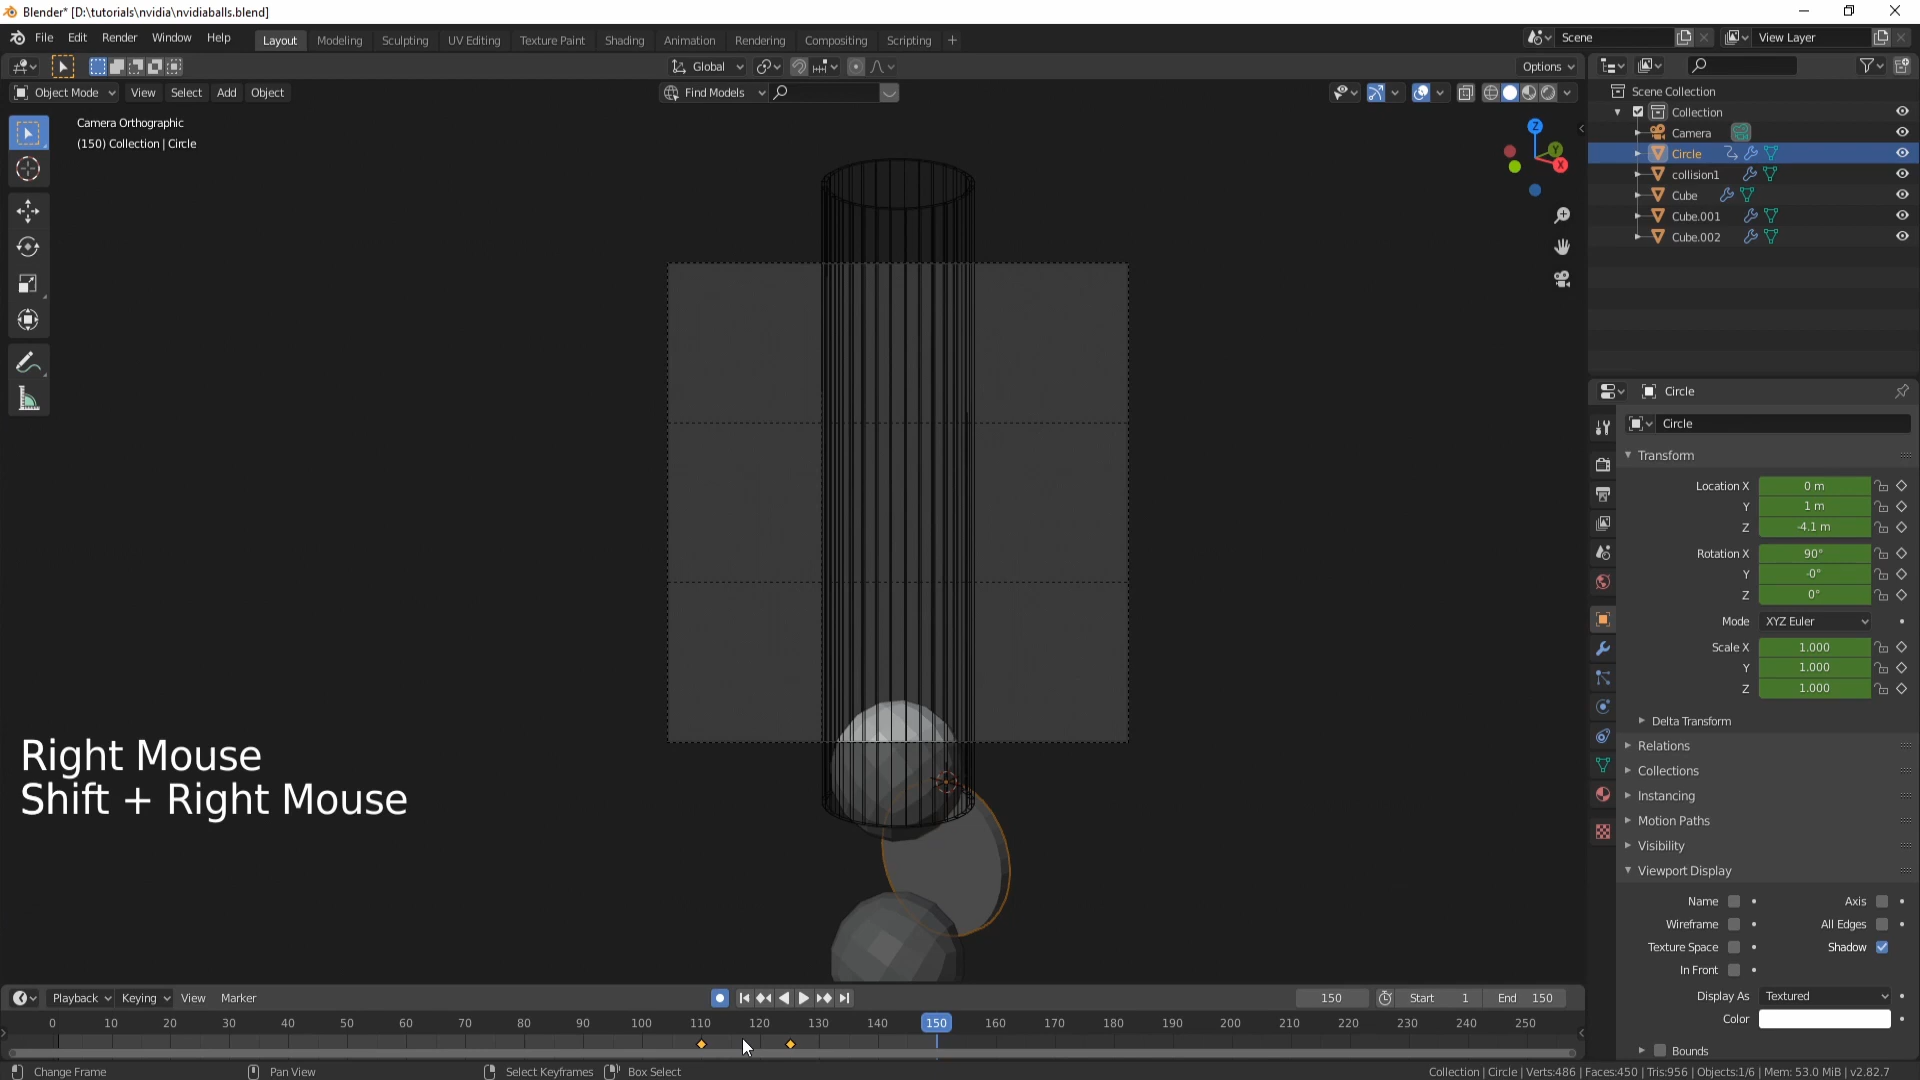 Blender* [D:\tutorials\nvidia\nvidiaballs.blend]
File Edit Render Window Help Layout Modeling Sculpting UV Editing Texture Paint Shading Animation Rendering Compositing Scripting + Scene View Layer
Global Options
Object Mode View Select Add Object Find Models
Scene Collection
Collection
Camera
Circle
collision1
Cube
Cube.001
Cube.002
Camera Orthographic
(150) Collection | Circle
Z
Y
X
Circle
Circle
Transform
Location X 0 m
Y 1 m
Z -4.1 m
Rotation X 90°
Y -0°
Z 0°
Mode XYZ Euler
Scale X 1.000
Y 1.000
Z 1.000
Delta Transform
Relations
Collections
Instancing
Motion Paths
Visibility
Viewport Display
Name Axis
Wireframe All Edges
Texture Space Shadow
In Front
Display As Textured
Color
Bounds
Right Mouse
Shift + Right Mouse
Playback Keying View Marker 150 Start 1 End 150
0 10 20 30 40 50 60 70 80 90 100 110 120 130 140 150 160 170 180 190 200 210 220 230 240 250
Change Frame Pan View Select Keyframes Box Select Collection | Circle | Verts:486 | Faces:450 | Tris:956 | Objects:1/6 | Mem: 53.0 MiB | v2.82.7